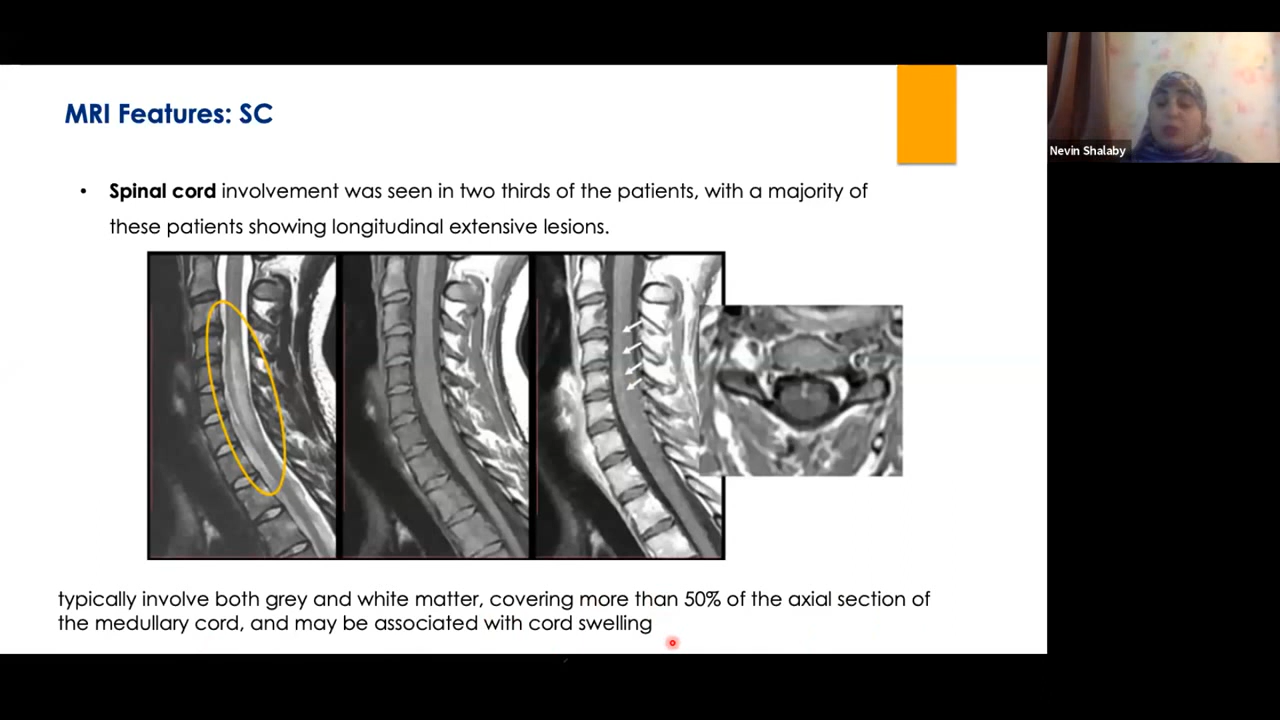 MRI Features: SC
Nevin Shalaby
• Spinal cord involvement was seen in two thirds of the patients, with a majority of
these patients showing longitudinal extensive lesions.
typically involve both grey and white matter, covering more than 50% of the axial section of
the medullary cord, and may be associated with cord swelling